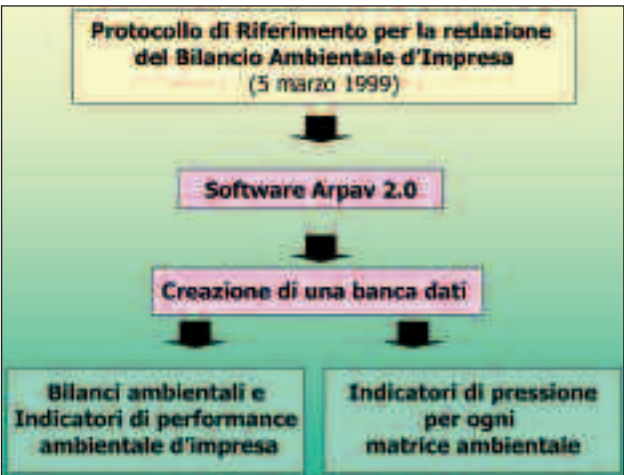 Protocollo di Riferimento per la redazione
del Bilancio Ambientale d'Impresa
(5 marzo 1999)
Software Arpav 2.0
Creazione di una banca dati
Bilanci ambientali e
Indicatori di performance
ambientale d'impresa
Indicatori di pressione
per ogni
matrice ambientale